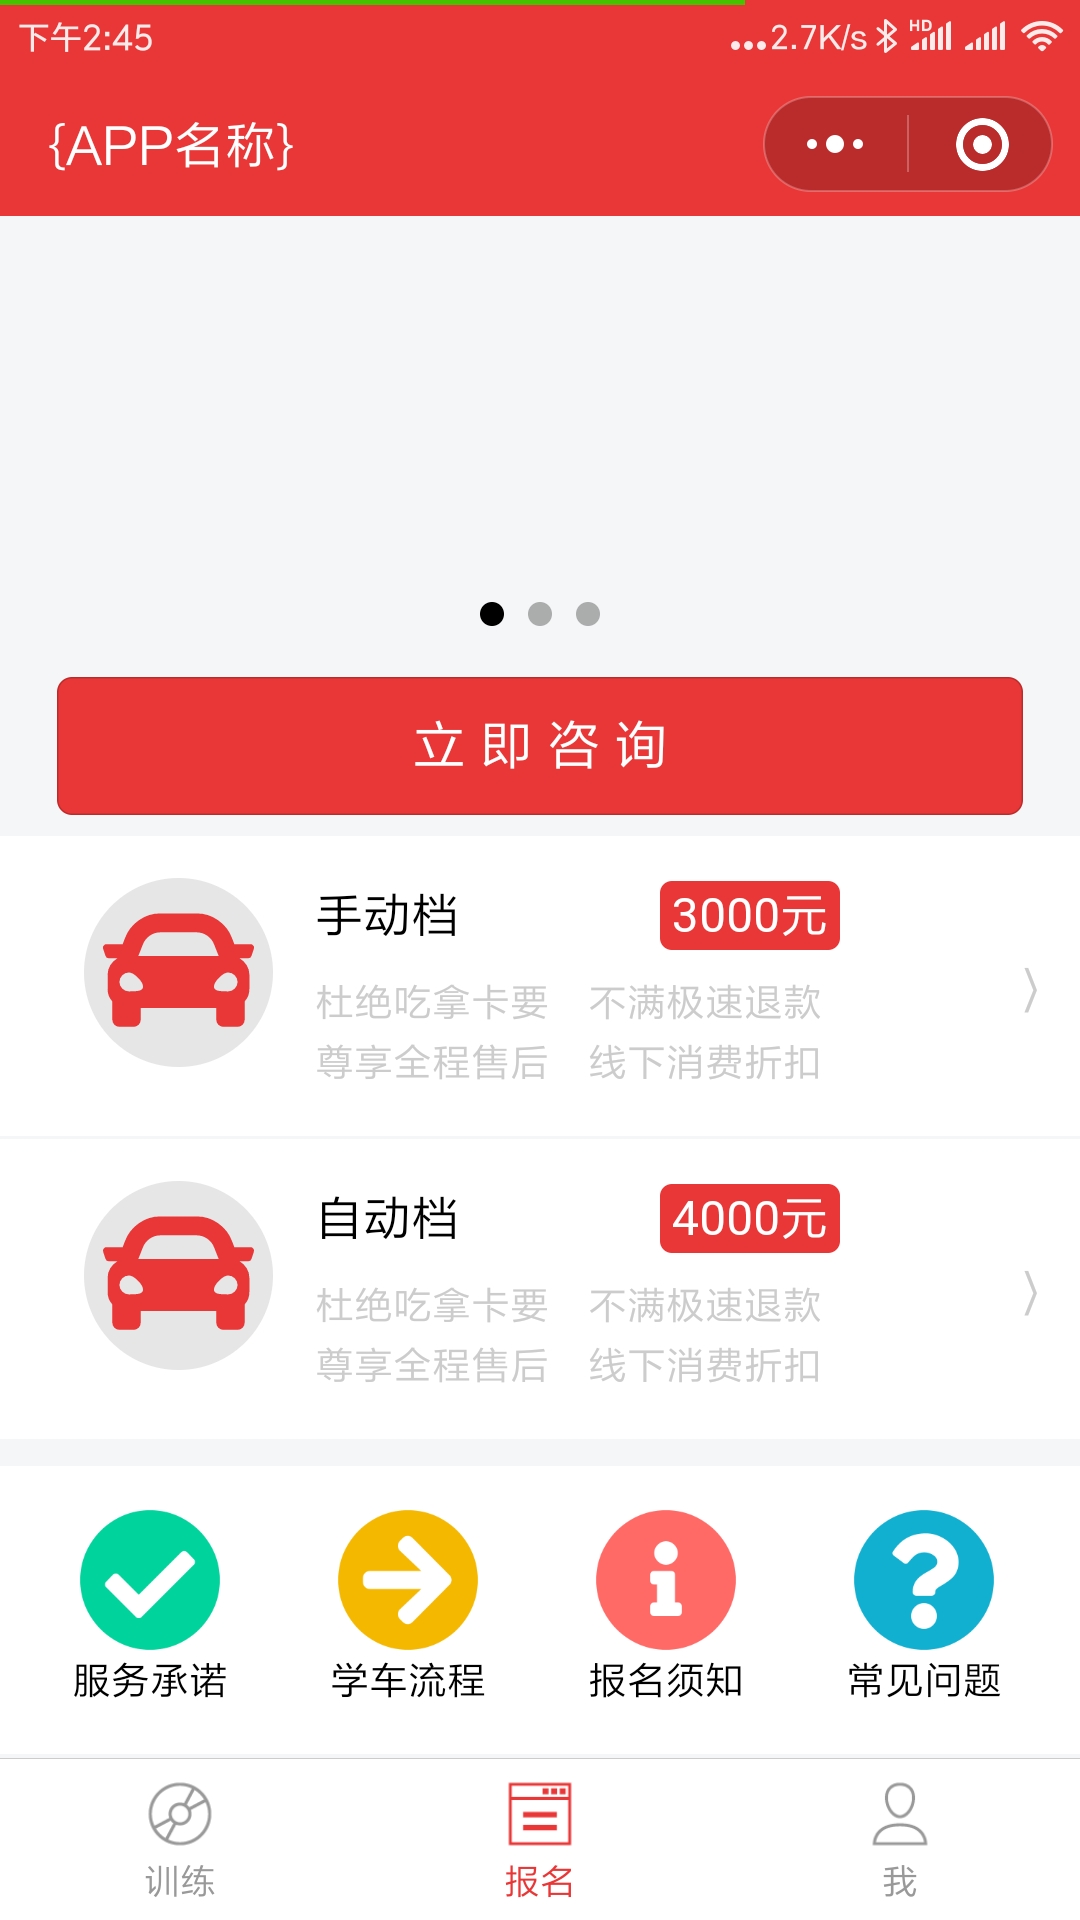 下午2:45
...2.7K/s HD
{APP名称}
立即咨询
手动档 3000元
杜绝吃拿卡要 不满极速退款
尊享全程售后 线下消费折扣
自动档 4000元
杜绝吃拿卡要 不满极速退款
尊享全程售后 线下消费折扣
服务承诺 学车流程 报名须知 常见问题
训练 报名 我